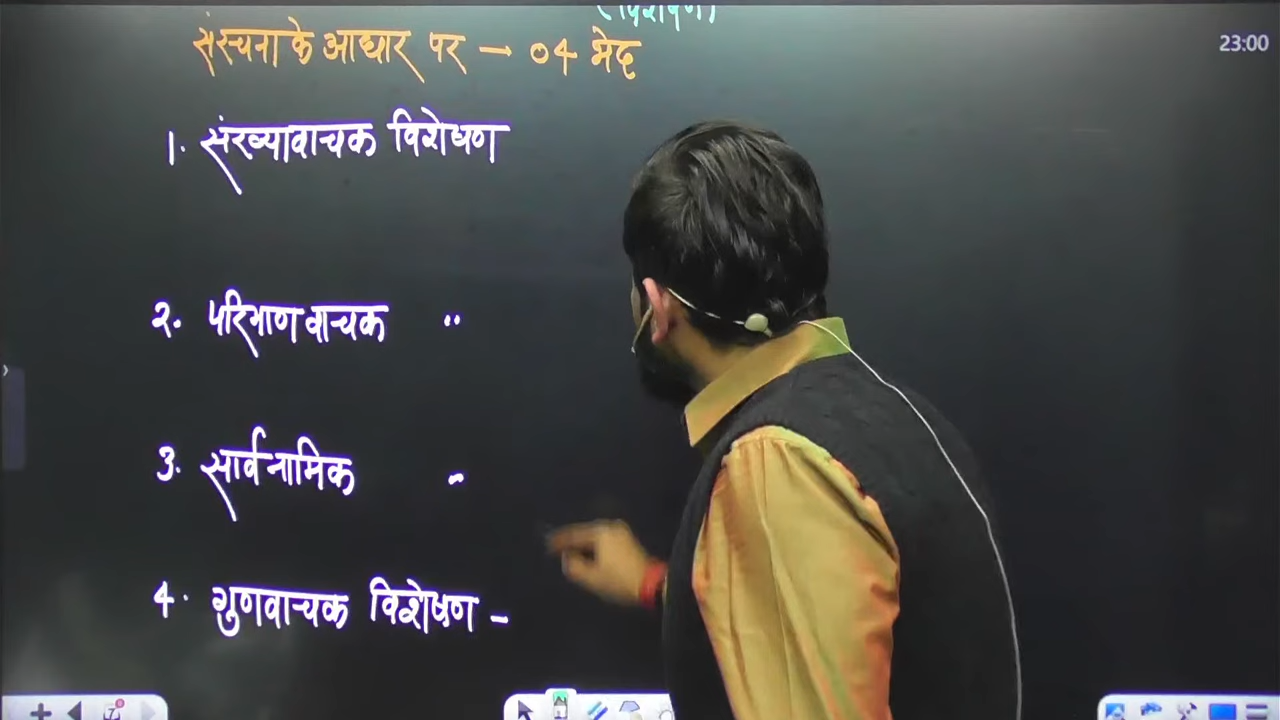 (विशेषण)
संरचना के आधार पर → 04 भेद
23:00
1. संख्यावाचक विशेषण
2. परिमाणवाचक "
3. सार्वनामिक "
4. गुणवाचक विशेषण -